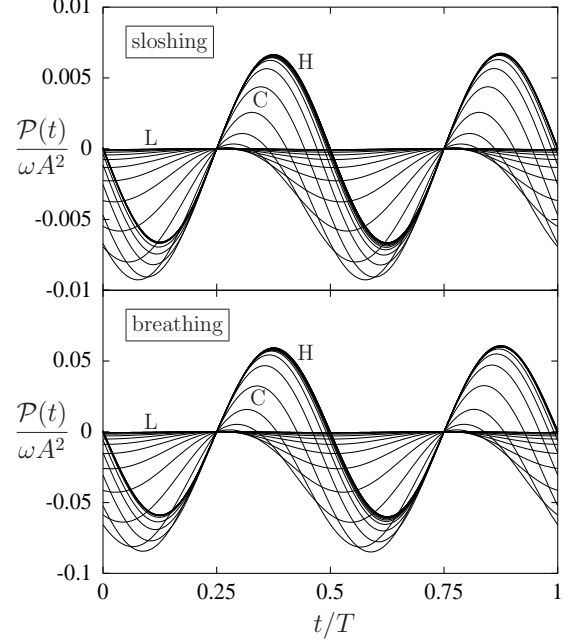 0.01
sloshing
H
0.005
C
P(t)
ωA²
L
0
-0.005
-0.01
breathing
H
0.05
C
P(t)
ωA²
L
0
-0.05
-0.1
0 0.25 0.5 0.75 1
t/T